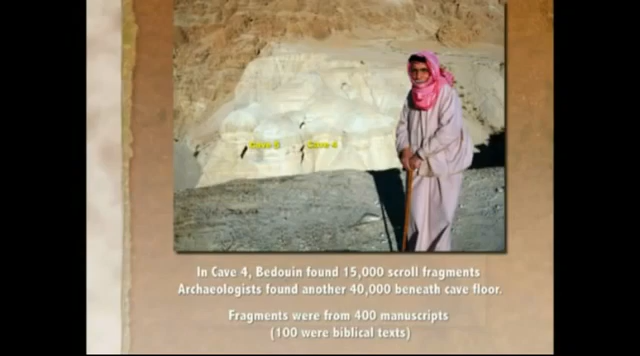 Cave 5 Cave 4
In Cave 4, Bedouin found 15,000 scroll fragments
Archaeologists found another 40,000 beneath cave floor.
Fragments were from 400 manuscripts
(100 were biblical texts)